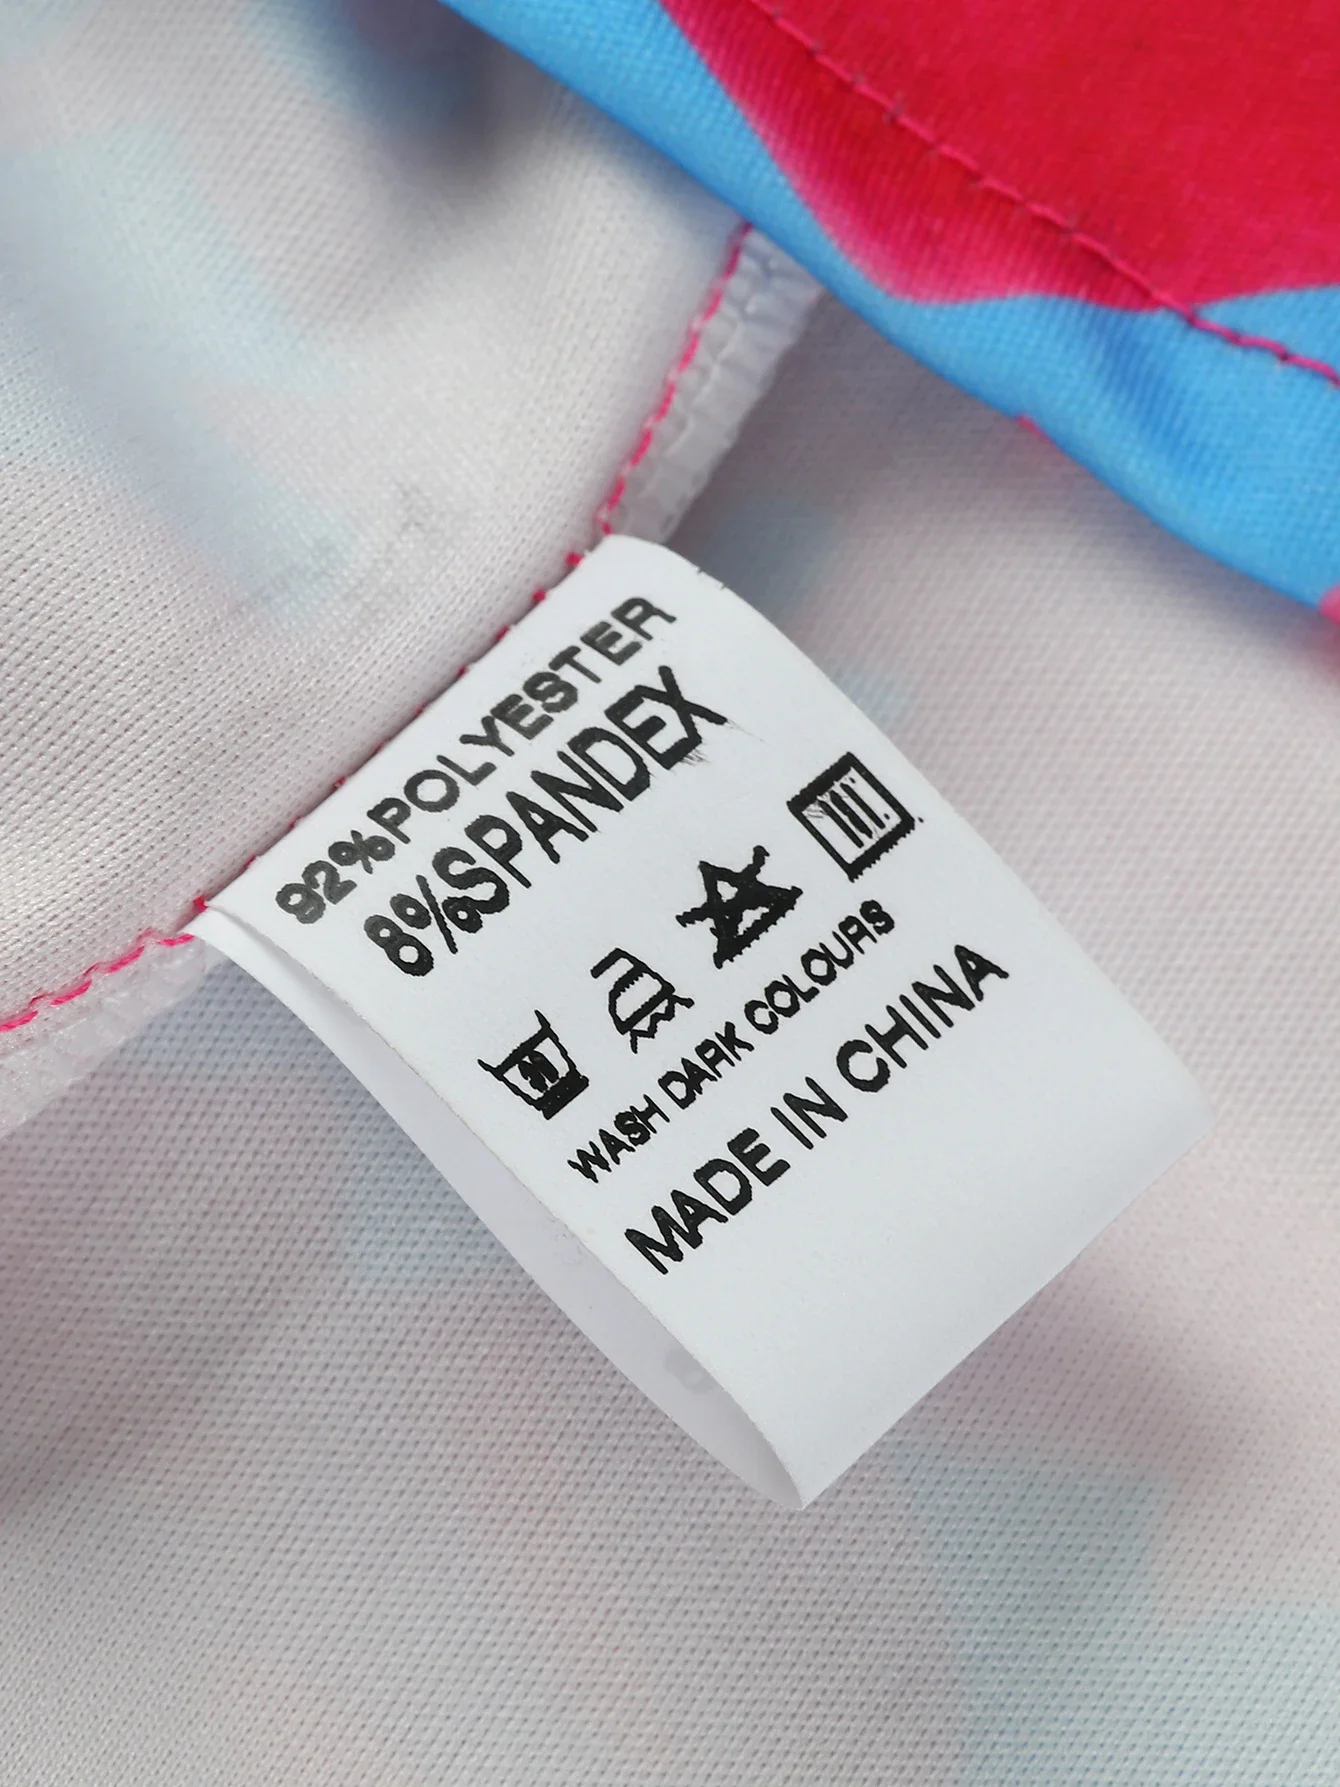 92%POLYESTER
8%SPANDEX
WASH DARK COLOURS
MADE IN CHINA